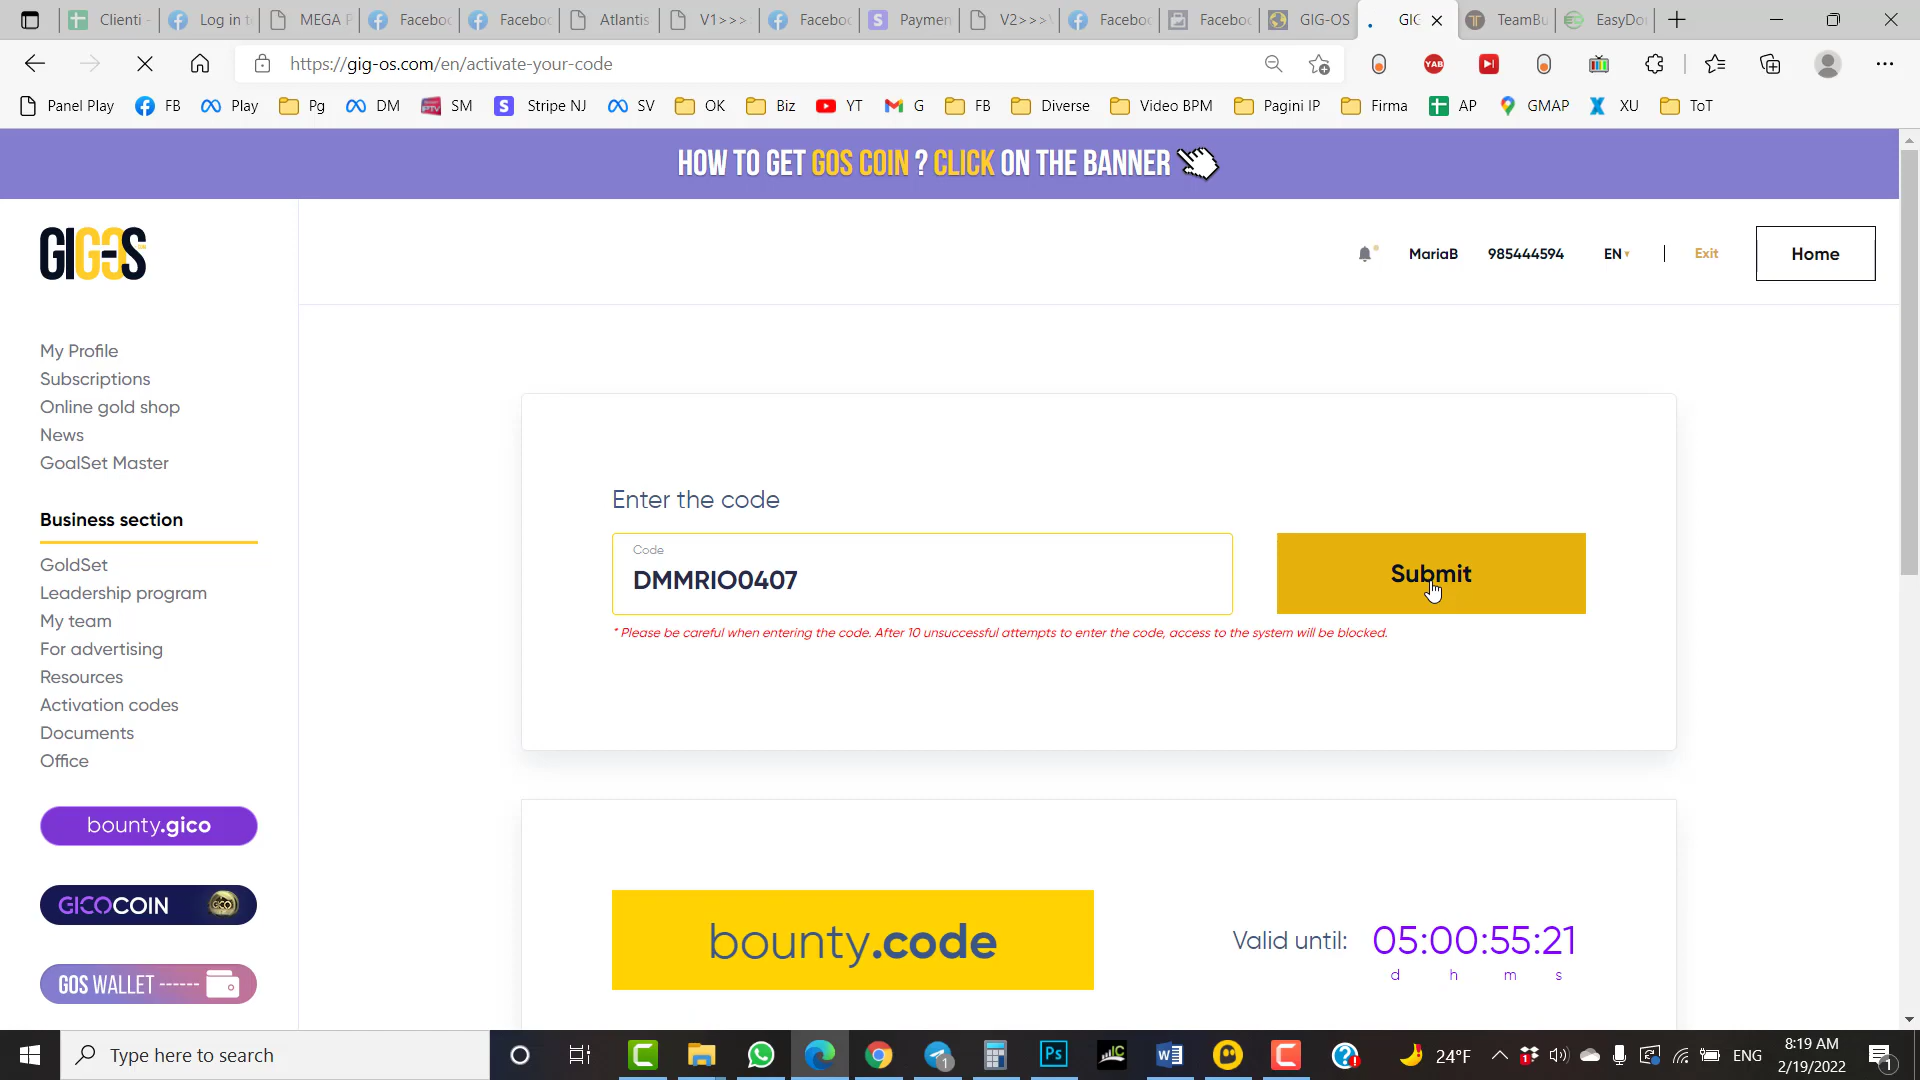 Clienti -
Log in t
MEGA P
Faceboo
Faceboo
Atlantis
V1>>>
Faceboo
Paymen
V2>>>
Faceboo
Faceboo
GIG-OS
GIG
TeamBu
EasyDo
https://gig-os.com/en/activate-your-code
YAB
Panel Play
FB
Play
Pg
DM
SM
Stripe NJ
SV
OK
Biz
YT
G
FB
Diverse
Video BPM
Pagini IP
Firma
AP
GMAP
XU
ToT
HOW TO GET GOS COIN ? CLICK ON THE BANNER
GIG-OS
MariaB
985444594
EN
Exit
Home
My Profile
Subscriptions
Online gold shop
News
GoalSet Master
Business section
GoldSet
Leadership program
My team
For advertising
Resources
Activation codes
Documents
Office
bounty.gico
GICOCOIN
GOS WALLET ------
Enter the code
Code
DMMRIO0407
Submit
* Please be careful when entering the code. After 10 unsuccessful attempts to enter the code, access to the system will be blocked.
bounty.code
Valid until:
05:00:55:21
d h m s
Type here to search
24°F
ENG
8:19 AM
2/19/2022